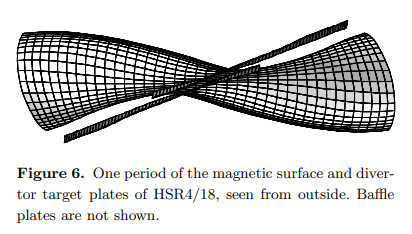 Figure 6. One period of the magnetic surface and diver-
tor target plates of HSR4/18, seen from outside. Baffle
plates are not shown.